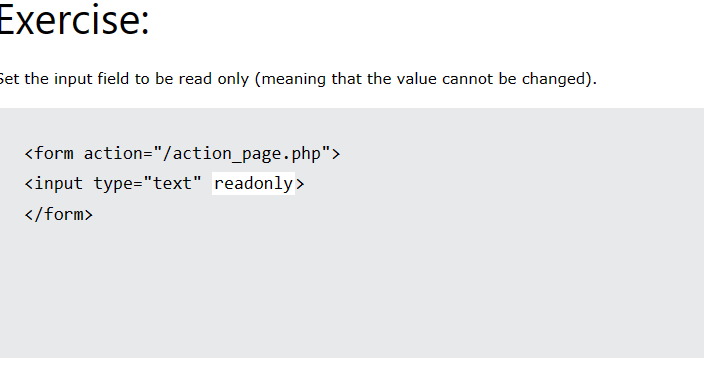 Exercise:
Set the input field to be read only (meaning that the value cannot be changed).
<form action="/action_page.php">
<input type="text" readonly>
</form>